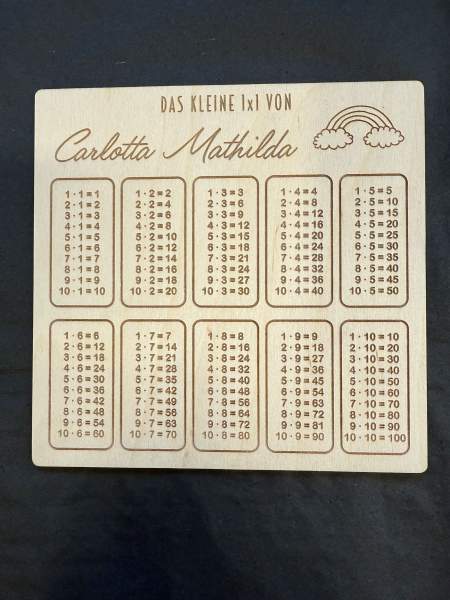 DAS KLEINE 1x1 VON
Carlotta Mathilda
1 · 1 = 1
2 · 1 = 2
3 · 1 = 3
4 · 1 = 4
5 · 1 = 5
6 · 1 = 6
7 · 1 = 7
8 · 1 = 8
9 · 1 = 9
10 · 1 = 10
1 · 2 = 2
2 · 2 = 4
3 · 2 = 6
4 · 2 = 8
5 · 2 = 10
6 · 2 = 12
7 · 2 = 14
8 · 2 = 16
9 · 2 = 18
10 · 2 = 20
1 · 3 = 3
2 · 3 = 6
3 · 3 = 9
4 · 3 = 12
5 · 3 = 15
6 · 3 = 18
7 · 3 = 21
8 · 3 = 24
9 · 3 = 27
10 · 3 = 30
1 · 4 = 4
2 · 4 = 8
3 · 4 = 12
4 · 4 = 16
5 · 4 = 20
6 · 4 = 24
7 · 4 = 28
8 · 4 = 32
9 · 4 = 36
10 · 4 = 40
1 · 5 = 5
2 · 5 = 10
3 · 5 = 15
4 · 5 = 20
5 · 5 = 25
6 · 5 = 30
7 · 5 = 35
8 · 5 = 40
9 · 5 = 45
10 · 5 = 50
1 · 6 = 6
2 · 6 = 12
3 · 6 = 18
4 · 6 = 24
5 · 6 = 30
6 · 6 = 36
7 · 6 = 42
8 · 6 = 48
9 · 6 = 54
10 · 6 = 60
1 · 7 = 7
2 · 7 = 14
3 · 7 = 21
4 · 7 = 28
5 · 7 = 35
6 · 7 = 42
7 · 7 = 49
8 · 7 = 56
9 · 7 = 63
10 · 7 = 70
1 · 8 = 8
2 · 8 = 16
3 · 8 = 24
4 · 8 = 32
5 · 8 = 40
6 · 8 = 48
7 · 8 = 56
8 · 8 = 64
9 · 8 = 72
10 · 8 = 80
1 · 9 = 9
2 · 9 = 18
3 · 9 = 27
4 · 9 = 36
5 · 9 = 45
6 · 9 = 54
7 · 9 = 63
8 · 9 = 72
9 · 9 = 81
10 · 9 = 90
1 · 10 = 10
2 · 10 = 20
3 · 10 = 30
4 · 10 = 40
5 · 10 = 50
6 · 10 = 60
7 · 10 = 70
8 · 10 = 80
9 · 10 = 90
10 · 10 = 100